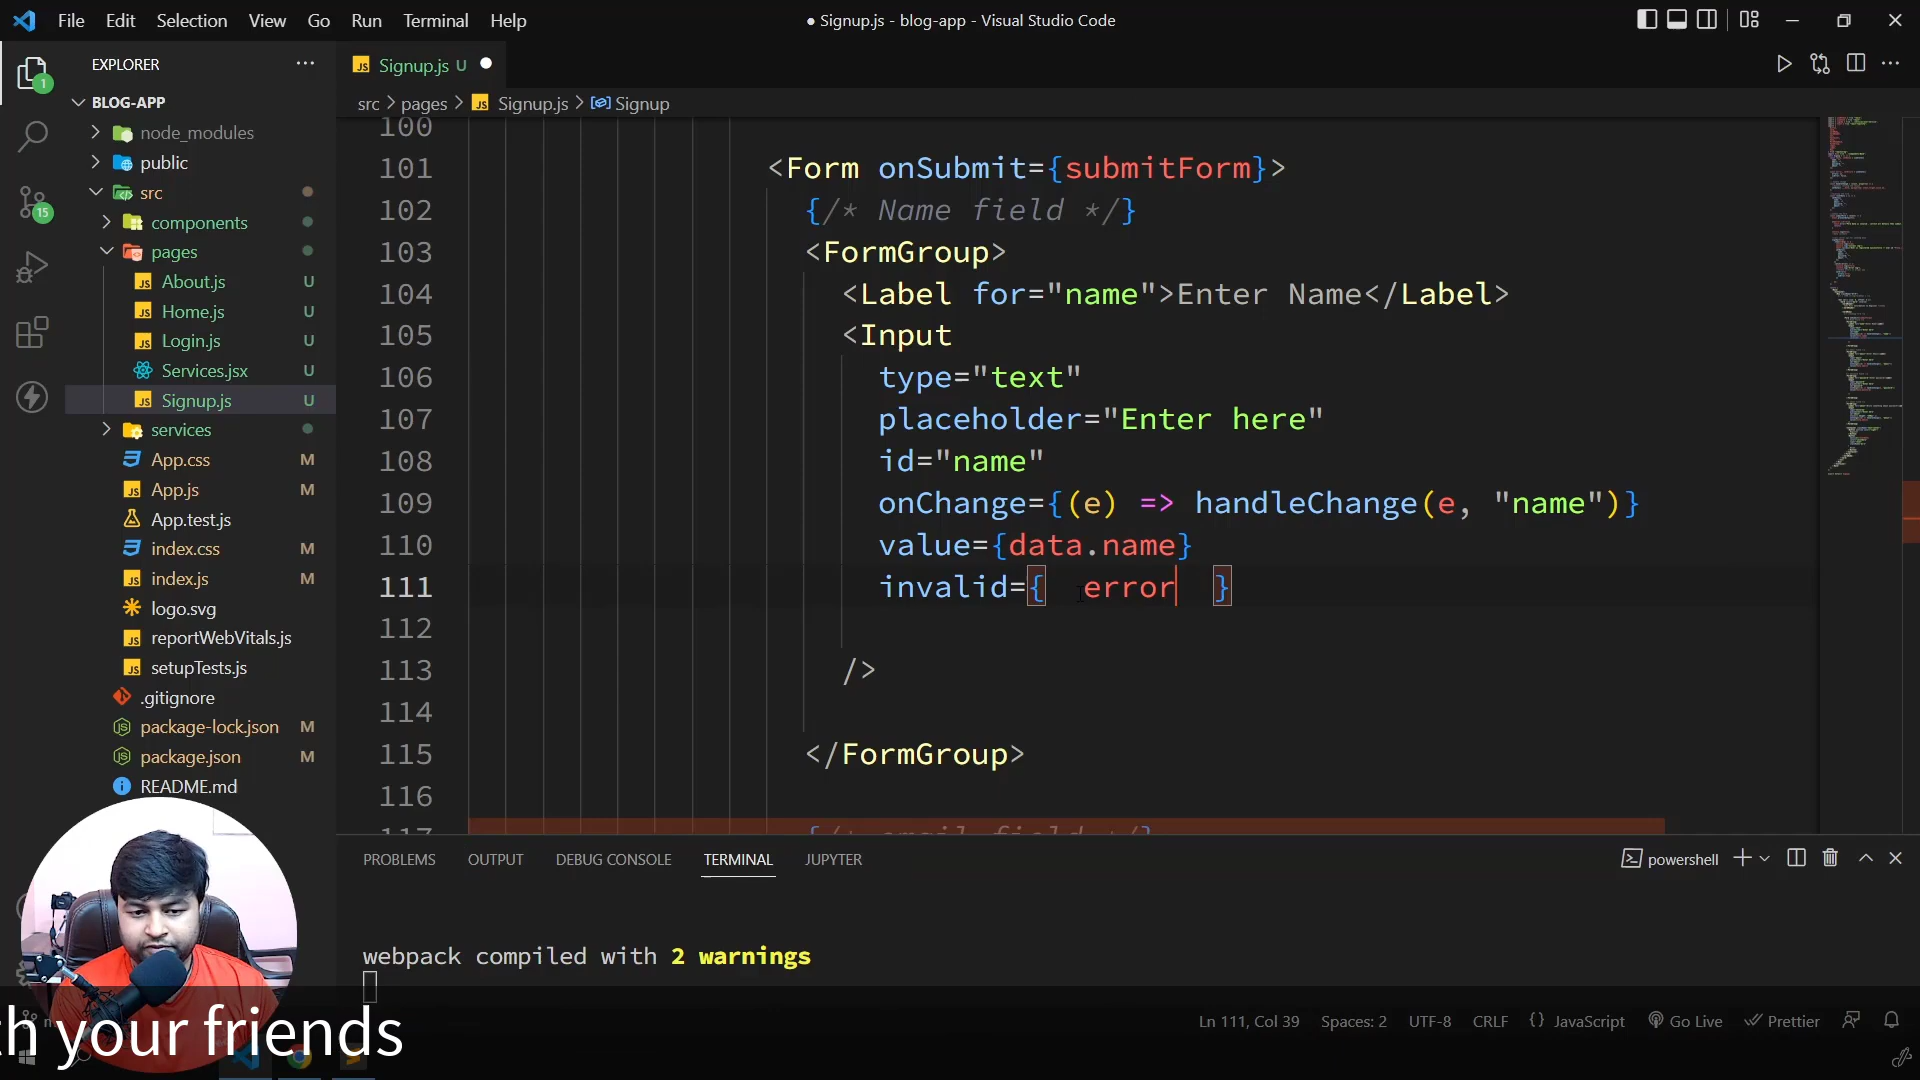 File Edit Selection View Go Run Terminal Help
● Signup.js - blog-app - Visual Studio Code
EXPLORER
1
15
BLOG-APP
node_modules
public
src
components
pages
About.js U
Home.js U
Login.js U
Services.jsx U
Signup.js U
services
App.css M
App.js M
App.test.js
index.css M
index.js M
logo.svg
reportWebVitals.js
setupTests.js
.gitignore
package-lock.json M
package.json M
README.md
Signup.js U
src > pages > Signup.js > Signup
100
101 <Form onSubmit={submitForm}>
102 {/* Name field */}
103 <FormGroup>
104 <Label for="name">Enter Name</Label>
105 <Input
106 type="text"
107 placeholder="Enter here"
108 id="name"
109 onChange={(e) => handleChange(e, "name")}
110 value={data.name}
111 invalid={  error  }
112
113 />
114
115 </FormGroup>
116
117 {/* email field */}
PROBLEMS OUTPUT DEBUG CONSOLE TERMINAL JUPYTER
powershell
webpack compiled with 2 warnings
your friends
Ln 111, Col 39 Spaces: 2 UTF-8 CRLF {} JavaScript Go Live Prettier